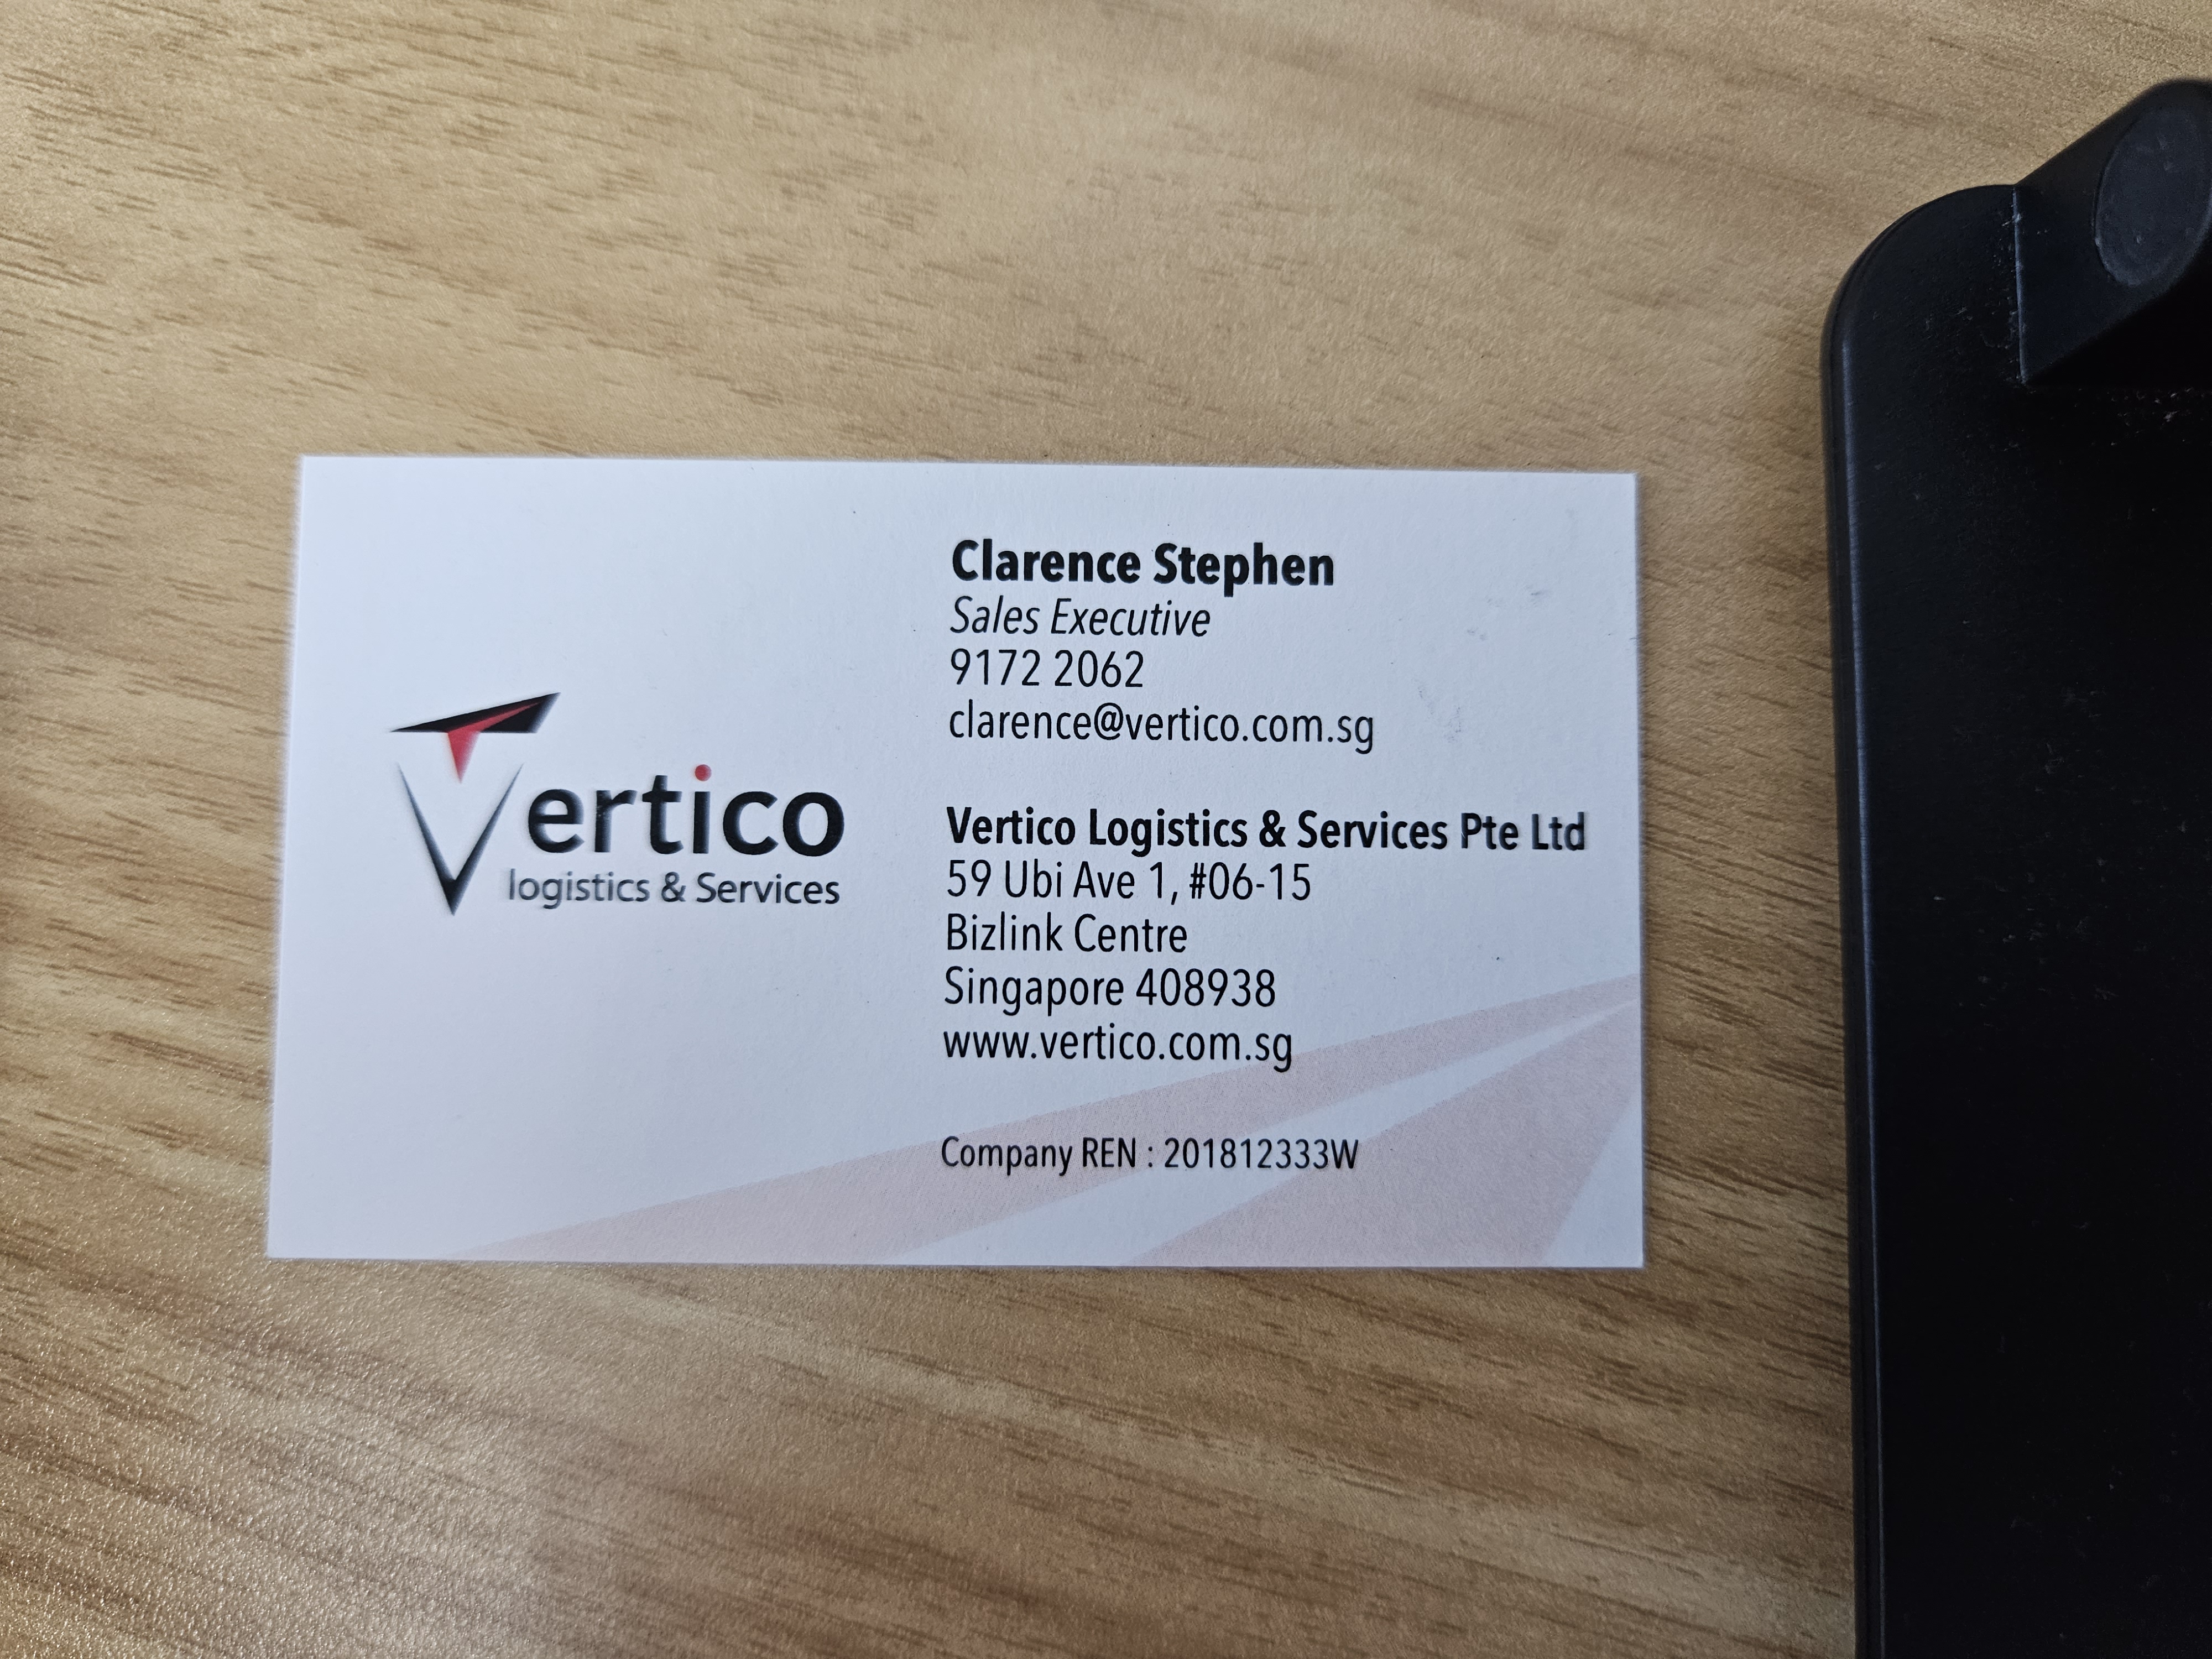 Vertico
logistics & Services
Clarence Stephen
Sales Executive
9172 2062
clarence@vertico.com.sg
Vertico Logistics & Services Pte Ltd
59 Ubi Ave 1, #06-15
Bizlink Centre
Singapore 408938
www.vertico.com.sg
Company REN : 201812333W